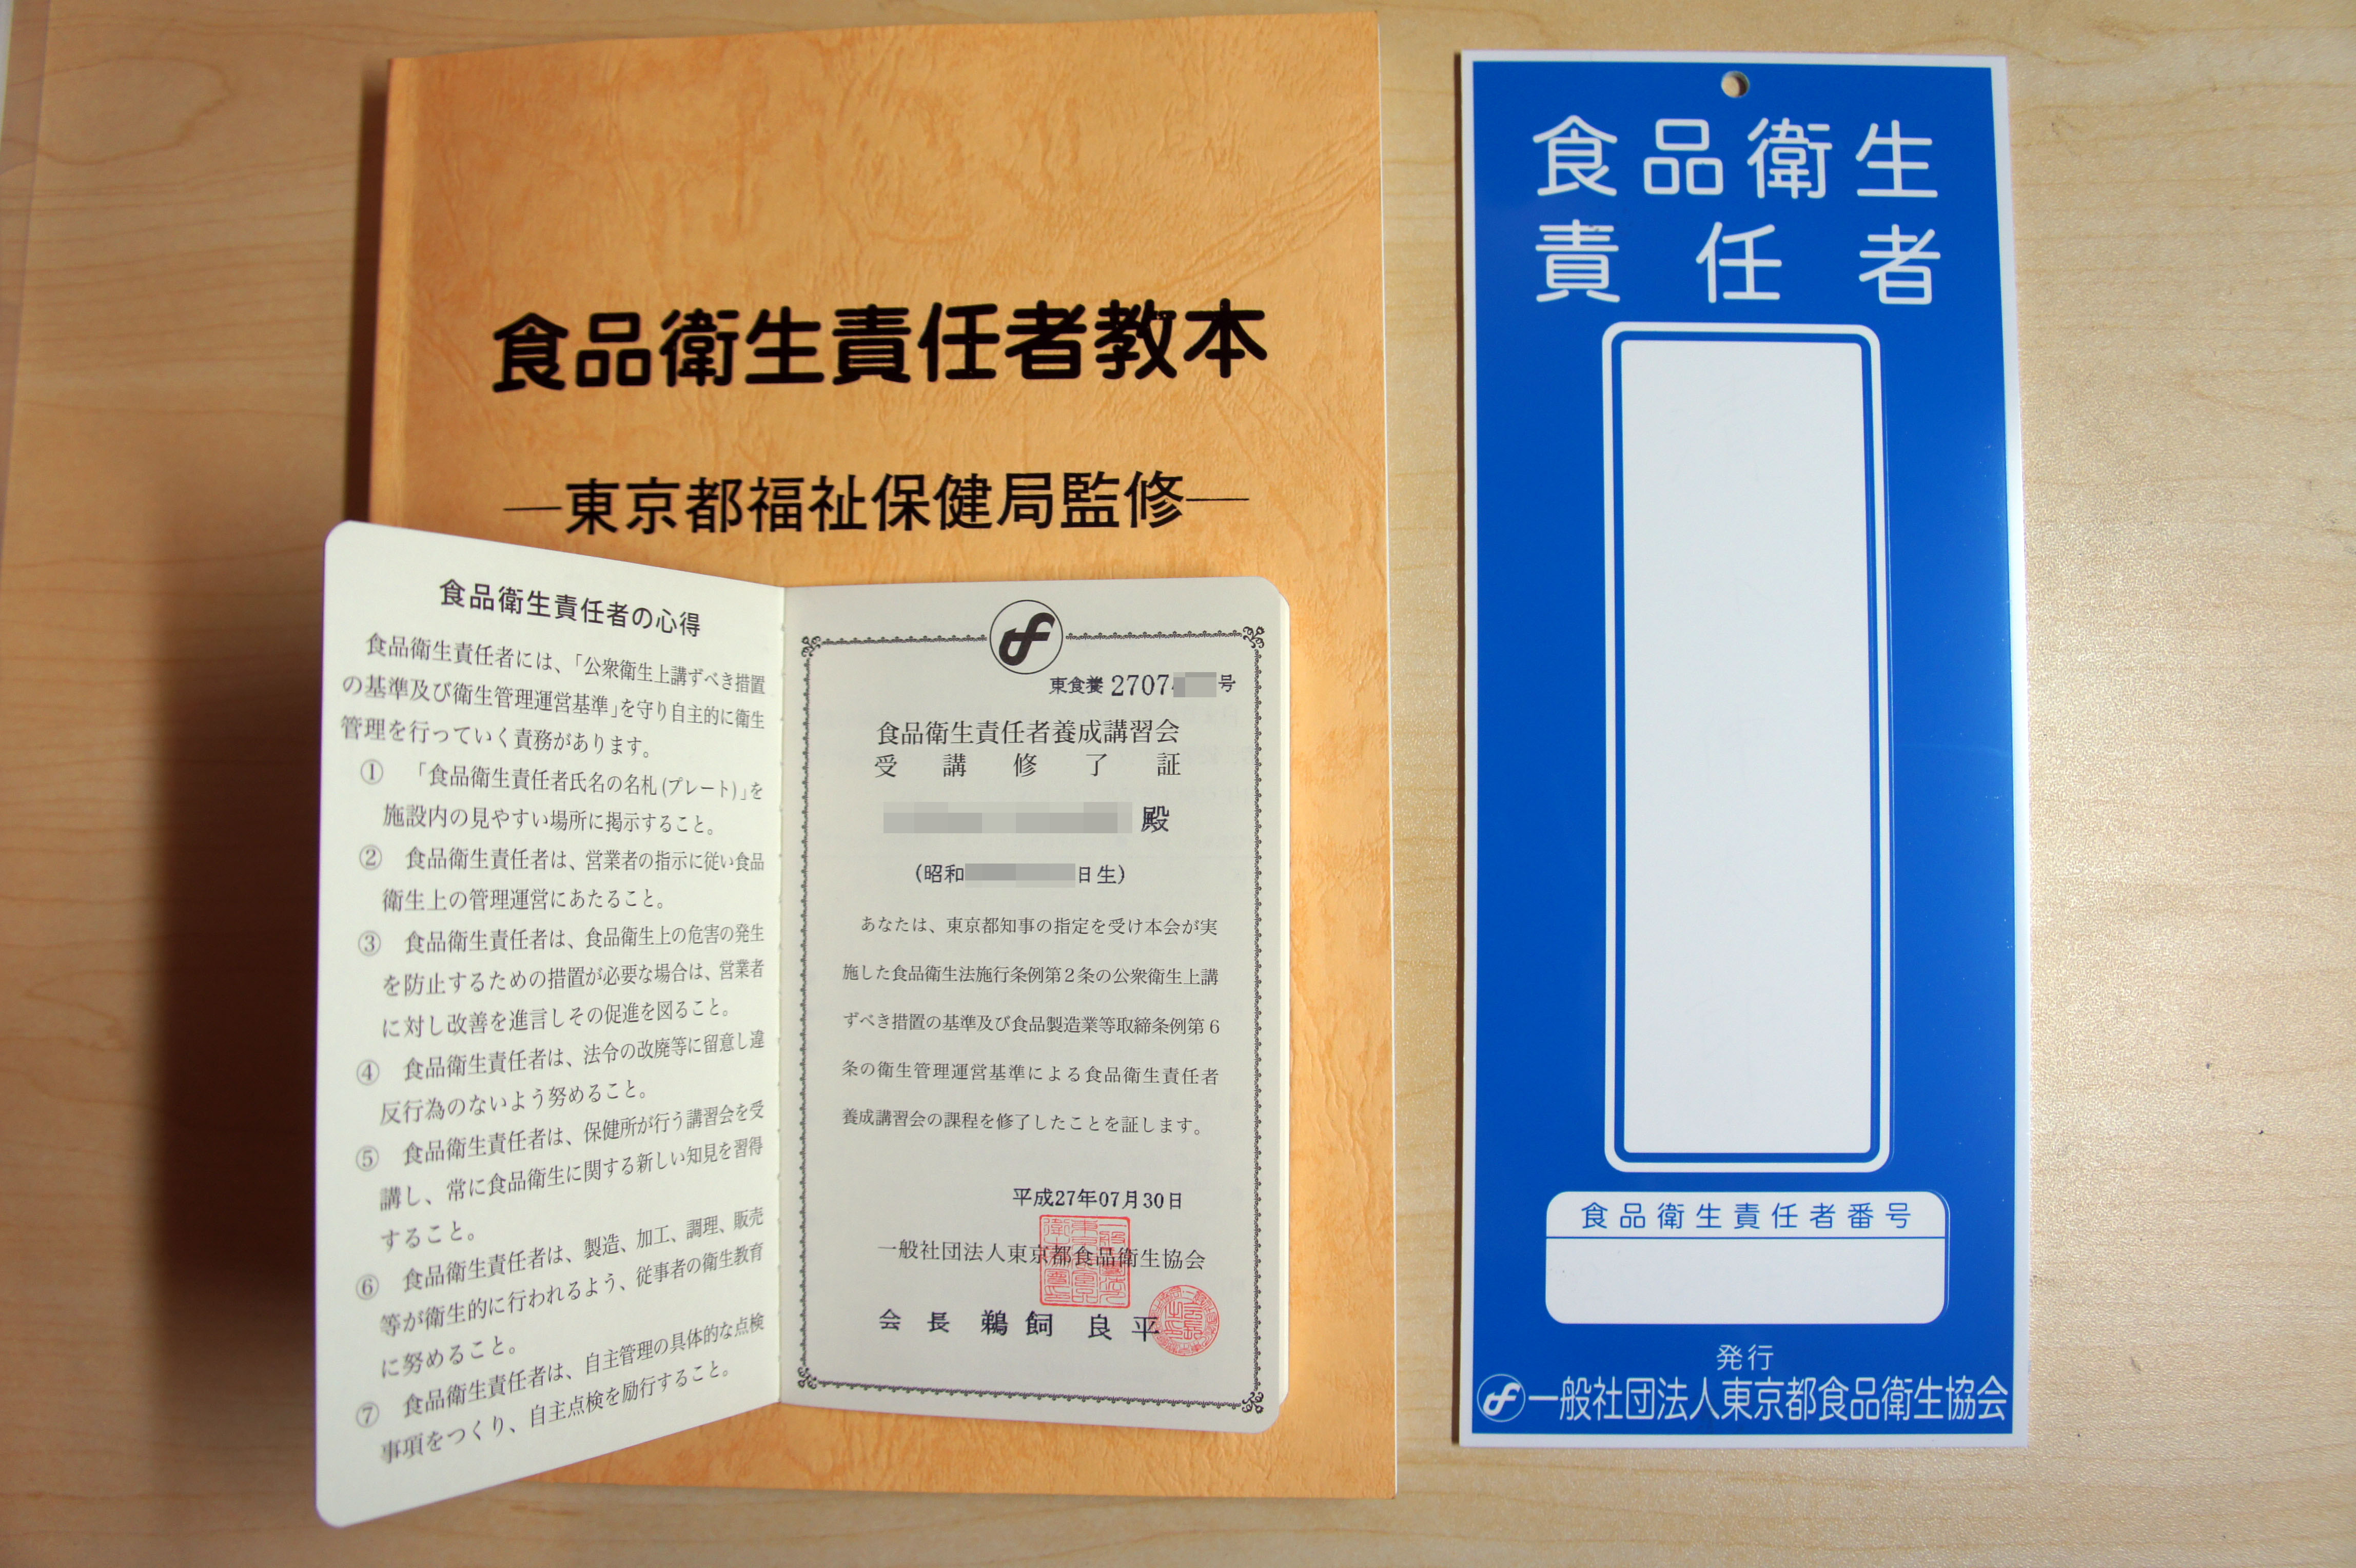 食品衛生責任者教本
―東京都福祉保健局監修―
食品衛生責任者の心得
食品衛生責任者には、「公衆衛生上講ずべき措置
の基準及び衛生管理運営基準」を守り自主的に衛生
管理を行っていく責務があります。
① 「食品衛生責任者氏名の名札(プレート)」を
施設内の見やすい場所に掲示すること。
② 食品衛生責任者は、営業者の指示に従い食品
衛生上の管理運営にあたること。
③ 食品衛生責任者は、食品衛生上の危害の発生
を防止するための措置が必要な場合は、営業者
に対し改善を進言しその促進を図ること。
④ 食品衛生責任者は、法令の改廃等に留意し違
反行為のないよう努めること。
⑤ 食品衛生責任者は、保健所が行う講習会を受
講し、常に食品衛生に関する新しい知見を習得
すること。
⑥ 食品衛生責任者は、製造、加工、調理、販売
等が衛生的に行われるよう、従事者の衛生教育
に努めること。
⑦ 食品衛生責任者は、自主管理の具体的な点検
事項をつくり、自主点検を励行すること。
東食養 2707 号
食品衛生責任者養成講習会
受講修了証
殿
(昭和 日生)
あなたは、東京都知事の指定を受け本会が実
施した食品衛生法施行条例第2条の公衆衛生上講
ずべき措置の基準及び食品製造業等取締条例第6
条の衛生管理運営基準による食品衛生責任者
養成講習会の課程を修了したことを証します。
平成27年07月30日
一般社団法人東京都食品衛生協会
会長 鵜飼 良平
食品衛生
責任者
食品衛生責任者番号
発行
一般社団法人東京都食品衛生協会